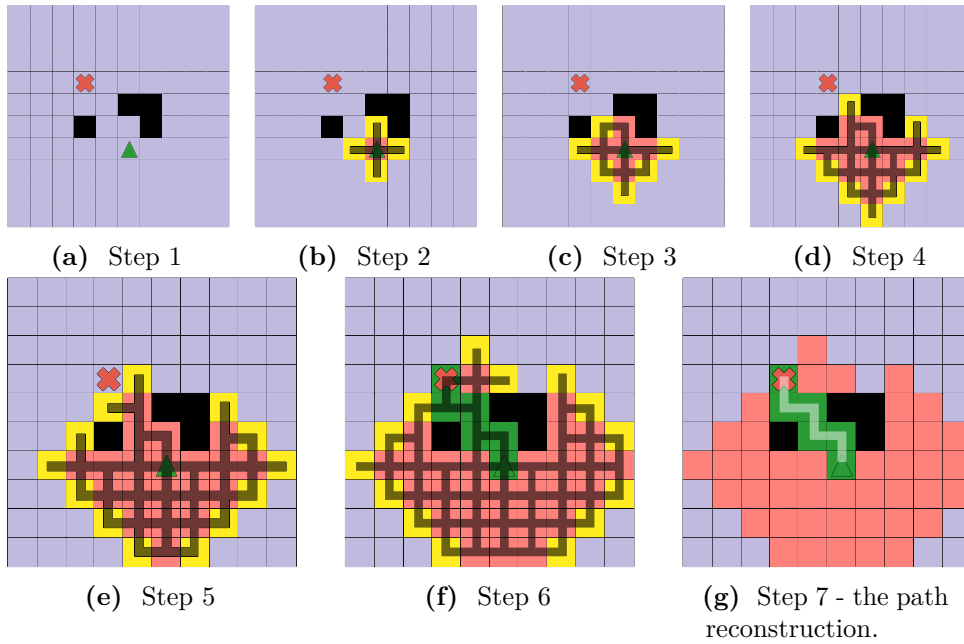 (a) Step 1
(b) Step 2
(c) Step 3
(d) Step 4
(e) Step 5
(f) Step 6
(g) Step 7 - the path
reconstruction.